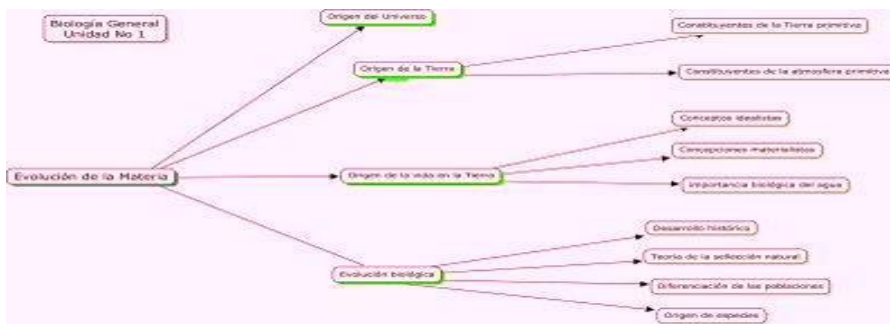 Biología General
Unidad No 1
Origen del Universo
Origen de la Tierra
Constituyentes de la Tierra primitiva
Constituyentes de la atmosfera primitiva
Evolución de la Materia
Origen de la vida en la Tierra
Conceptos idealistas
Concepciones materialistas
Importancia biológica del agua
Evolución biológica
Desarrollo histórico
Teoría de la sellección natural
Diferenciación de las poblaciones
Origen de especies